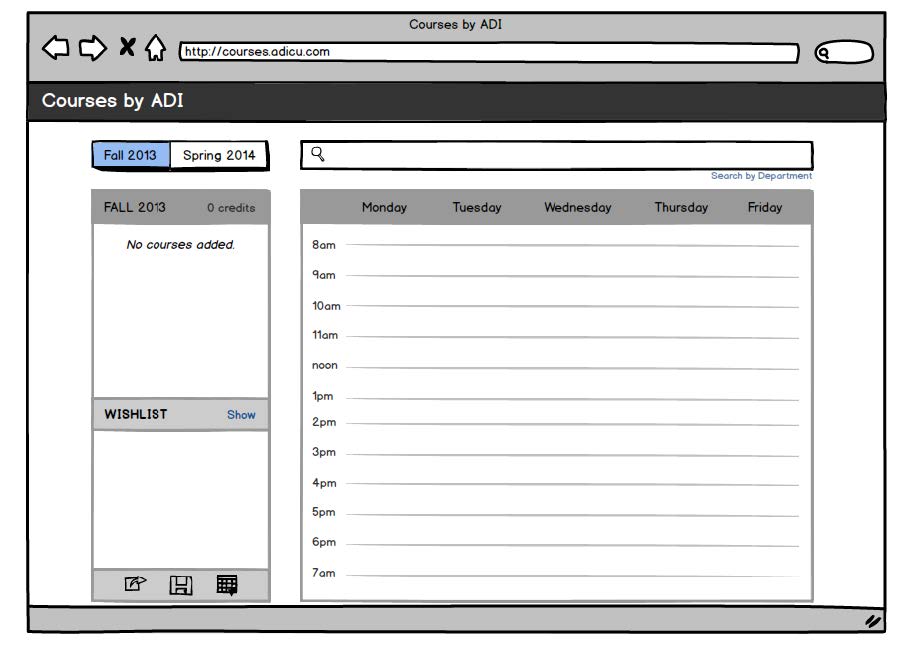 Courses by ADI
http://courses.adicu.com
Courses by ADI
Fall 2013 Spring 2014
Search by Department
FALL 2013 0 credits
No courses added.
WISHLIST Show
Monday Tuesday Wednesday Thursday Friday
8am
9am
10am
11am
noon
1pm
2pm
3pm
4pm
5pm
6pm
7am